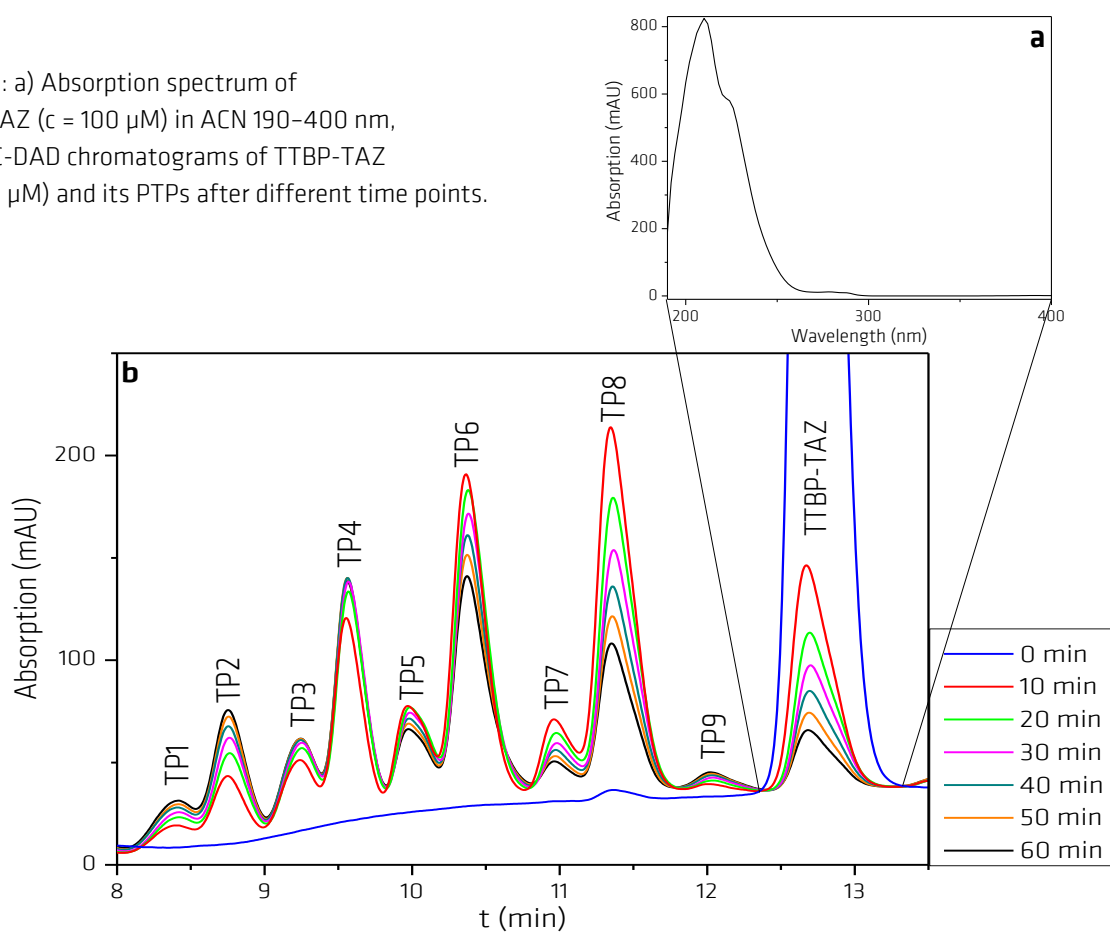 : a) Absorption spectrum of
AZ (c = 100 µM) in ACN 190–400 nm,
C-DAD chromatograms of TTBP-TAZ
µM) and its PTPs after different time points.
a
800
600
400
200
0
Absorption (mAU)
200 300 400
Wavelength (nm)
b
200
100
0
Absorption (mAU)
TP1
TP2
TP3
TP4
TP5
TP6
TP7
TP8
TP9
TTBP-TAZ
8 9 10 11 12 13
t (min)
0 min
10 min
20 min
30 min
40 min
50 min
60 min